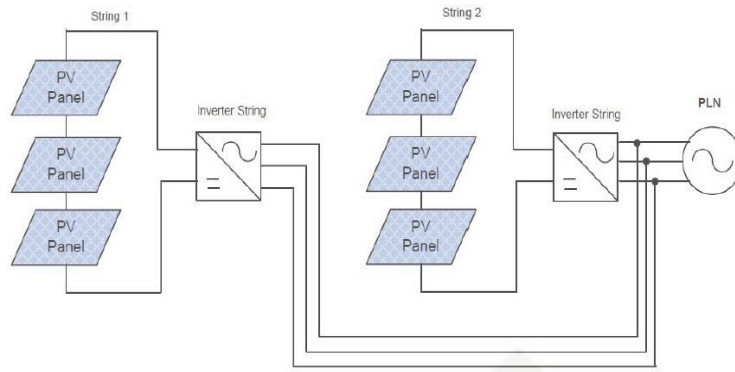 String 1
PV
Panel
PV
Panel
PV
Panel
Inverter String
String 2
PV
Panel
PV
Panel
PV
Panel
Inverter String
PLN